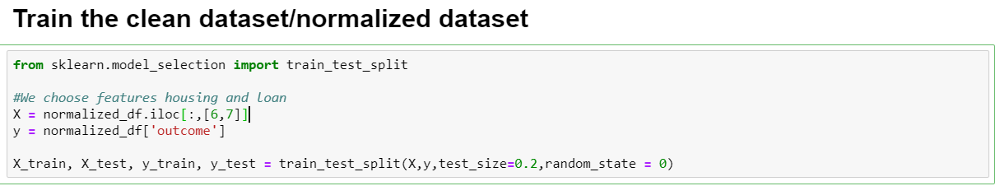 Train the clean dataset/normalized dataset
from sklearn.model_selection import train_test_split
#We choose features housing and loan
X = normalized_df.iloc[:,[6,7]]
y = normalized_df['outcome']
X_train, X_test, y_train, y_test = train_test_split(X,y,test_size=0.2,random_state = 0)